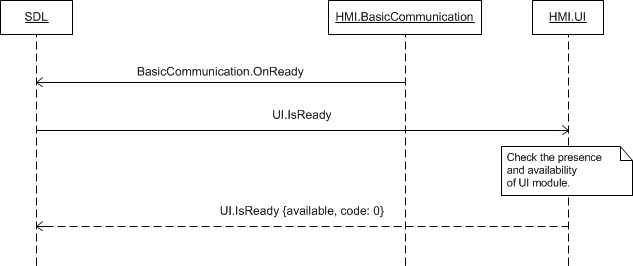 SDL
HMI.BasicCommunication
HMI.UI
BasicCommunication.OnReady
UI.IsReady
Check the presence
and availability
of UI module.
UI.IsReady {available, code: 0}